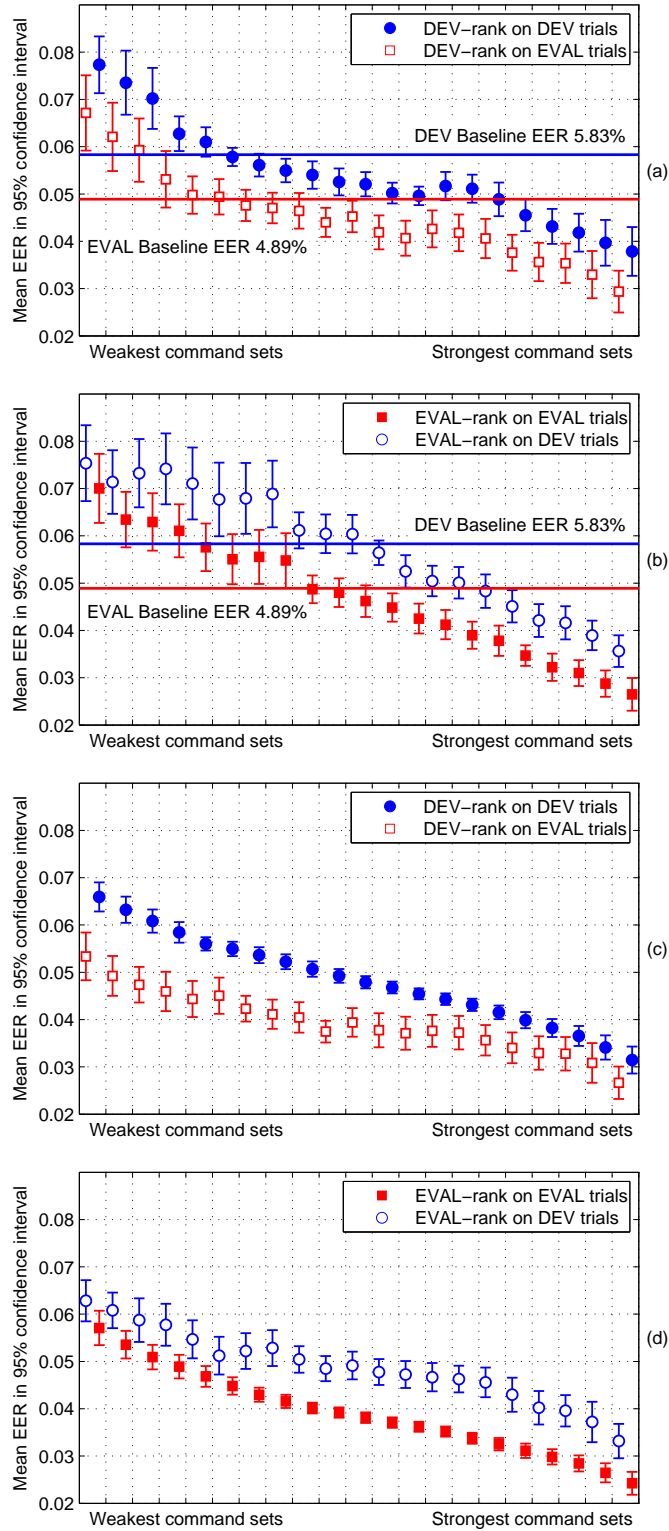 DEV−rank on DEV trials
DEV−rank on EVAL trials
0.08
0.07
0.06
0.05
0.04
0.03
0.02
Mean EER in 95% confidence interval
DEV Baseline EER 5.83%
EVAL Baseline EER 4.89%
(a)
Weakest command sets
Strongest command sets
EVAL−rank on EVAL trials
EVAL−rank on DEV trials
0.08
0.07
0.06
0.05
0.04
0.03
0.02
Mean EER in 95% confidence interval
DEV Baseline EER 5.83%
EVAL Baseline EER 4.89%
(b)
Weakest command sets
Strongest command sets
DEV−rank on DEV trials
DEV−rank on EVAL trials
0.08
0.07
0.06
0.05
0.04
0.03
0.02
Mean EER in 95% confidence interval
(c)
Weakest command sets
Strongest command sets
EVAL−rank on EVAL trials
EVAL−rank on DEV trials
0.08
0.07
0.06
0.05
0.04
0.03
0.02
Mean EER in 95% confidence interval
(d)
Weakest command sets
Strongest command sets